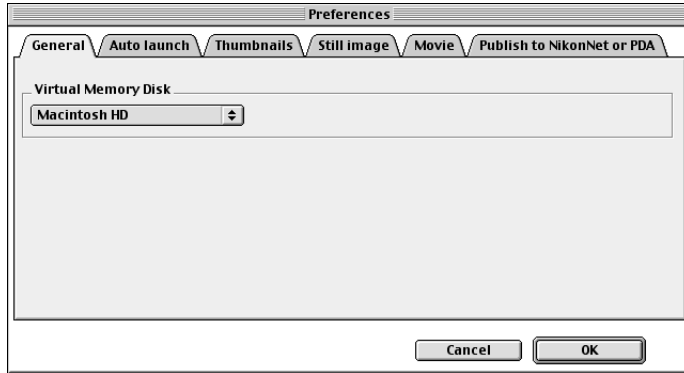 Preferences
General Auto launch Thumbnails Still image Movie Publish to NikonNet or PDA
Virtual Memory Disk
Macintosh HD
Cancel OK